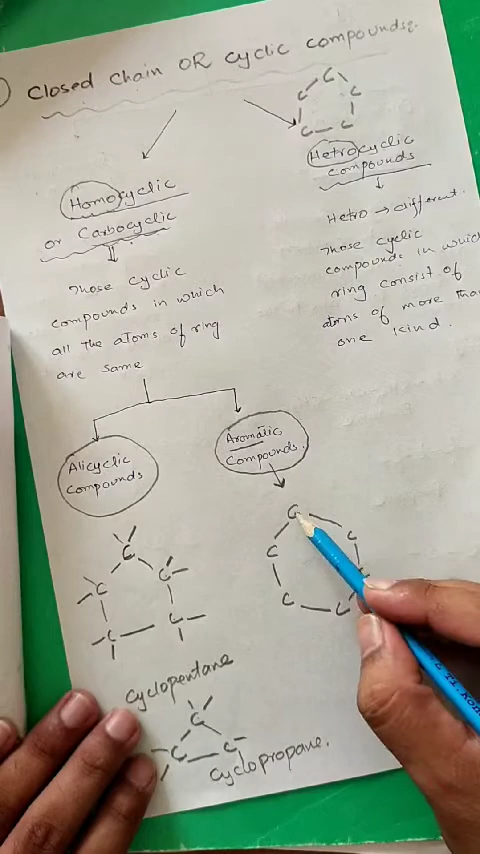 Closed Chain OR Cyclic Compounds:-
C
C C
C C
Homocyclic
or Carbocyclic
Those cyclic
compounds in which
all the atoms of ring
are same
Hetrocyclic
compounds
Hetro → different.
Those cyclic
compounds in which
ring consist of
atoms of more than
one kind.
Alicyclic
Compounds
Aromatic
Compounds.
C
C C
C C
Cyclopentane
C
C C
Cyclopropane.
C
C C
C C
C